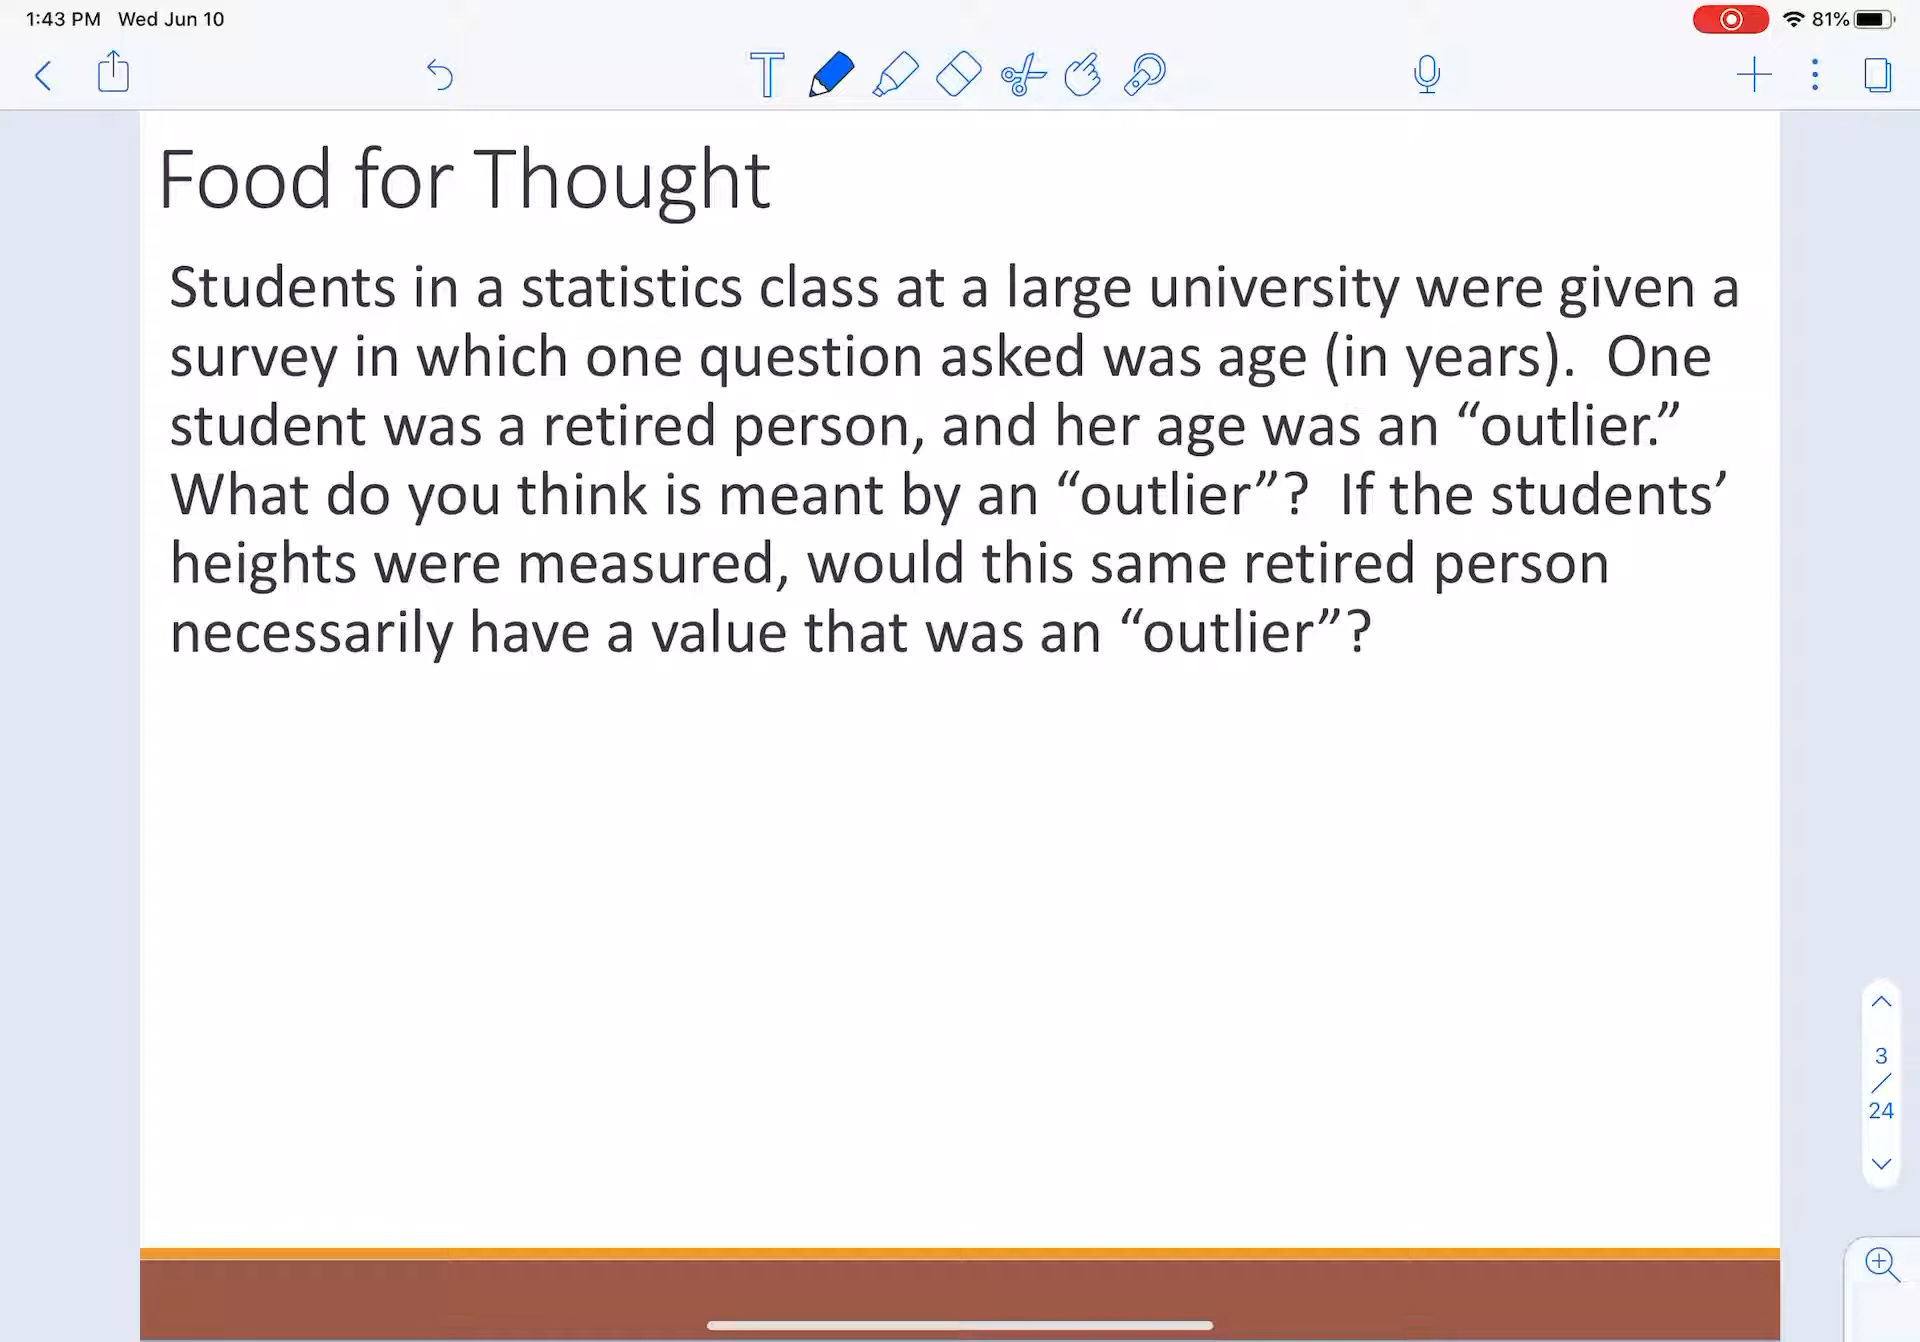 1:43 PM Wed Jun 10
81%
Food for Thought
Students in a statistics class at a large university were given a
survey in which one question asked was age (in years).  One
student was a retired person, and her age was an “outlier.”
What do you think is meant by an “outlier”?  If the students’
heights were measured, would this same retired person
necessarily have a value that was an “outlier”?
3
/
24